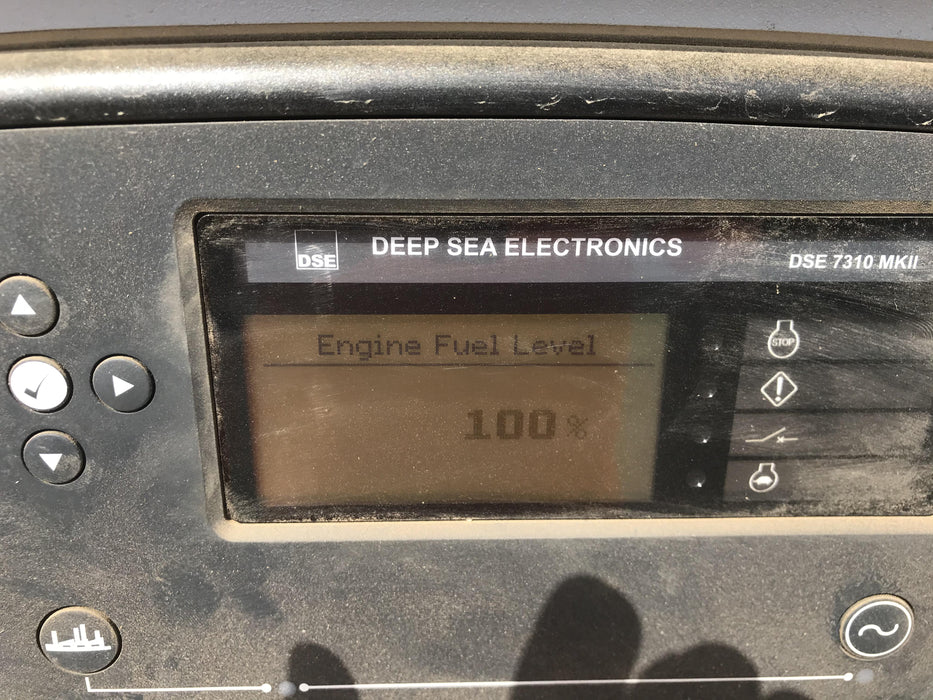 DSE
DEEP SEA ELECTRONICS
DSE 7310 MKII
Engine Fuel Level
100 %
STOP